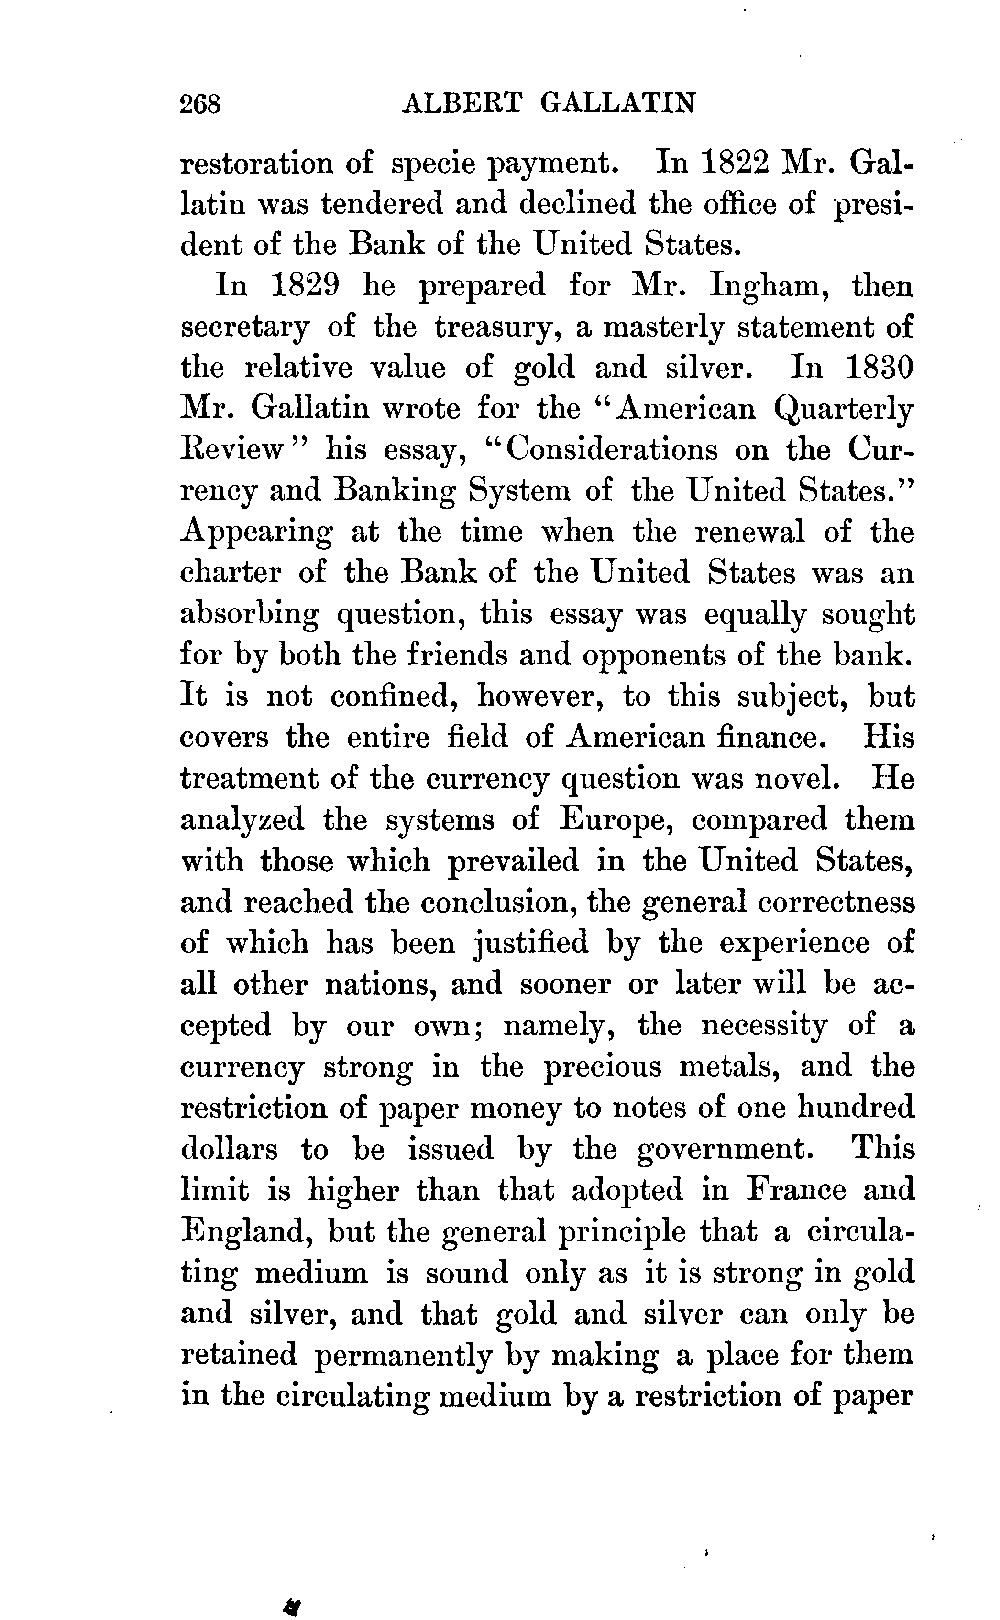 268 ALBERT GALLATIN
restoration of specie payment. In 1822 Mr. Gal-
latin was tendered and declined the office of presi-
dent of the Bank of the United States.
In 1829 he prepared for Mr. Ingham, then
secretary of the treasury, a masterly statement of
the relative value of gold and silver. In 1830
Mr. Gallatin wrote for the "American Quarterly
Review" his essay, "Considerations on the Cur-
rency and Banking System of the United States."
Appearing at the time when the renewal of the
charter of the Bank of the United States was an
absorbing question, this essay was equally sought
for by both the friends and opponents of the bank.
It is not confined, however, to this subject, but
covers the entire field of American finance. His
treatment of the currency question was novel. He
analyzed the systems of Europe, compared them
with those which prevailed in the United States,
and reached the conclusion, the general correctness
of which has been justified by the experience of
all other nations, and sooner or later will be ac-
cepted by our own; namely, the necessity of a
currency strong in the precious metals, and the
restriction of paper money to notes of one hundred
dollars to be issued by the government. This
limit is higher than that adopted in France and
England, but the general principle that a circula-
ting medium is sound only as it is strong in gold
and silver, and that gold and silver can only be
retained permanently by making a place for them
in the circulating medium by a restriction of paper